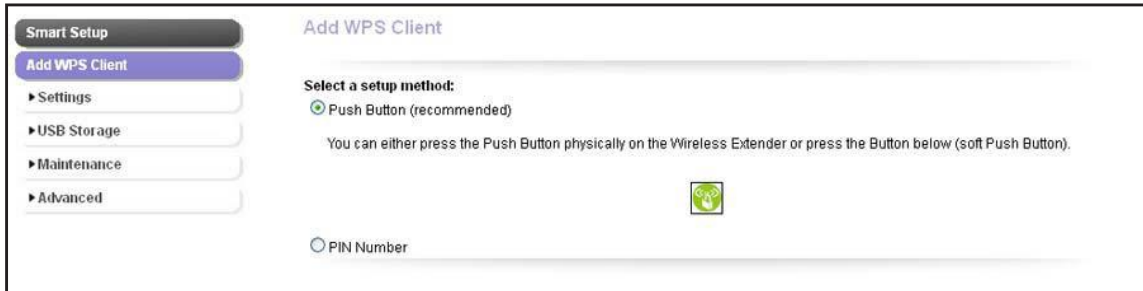 Smart Setup
Add WPS Client
▶Settings
▶USB Storage
▶Maintenance
▶Advanced
Add WPS Client
Select a setup method:
Push Button (recommended)
You can either press the Push Button physically on the Wireless Extender or press the Button below (soft Push Button).
PIN Number